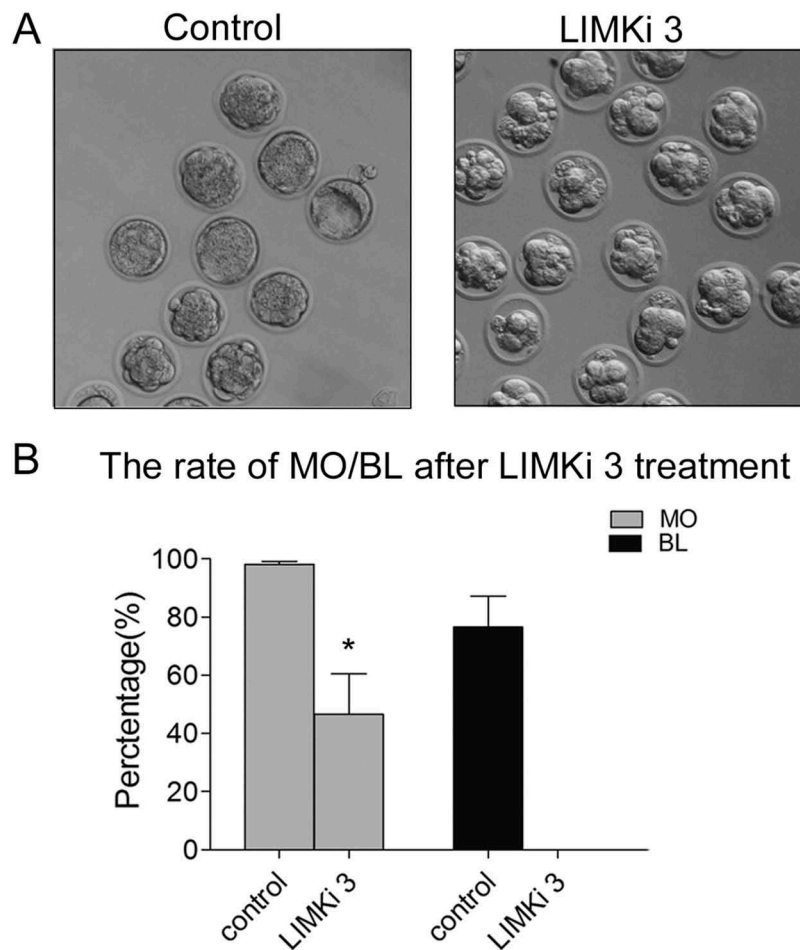 A
Control
LIMKi 3
B
The rate of MO/BL after LIMKi 3 treatment
MO
BL
Perctentage(%)
100
80
60
40
20
0
*
control
LIMKi 3
control
LIMKi 3